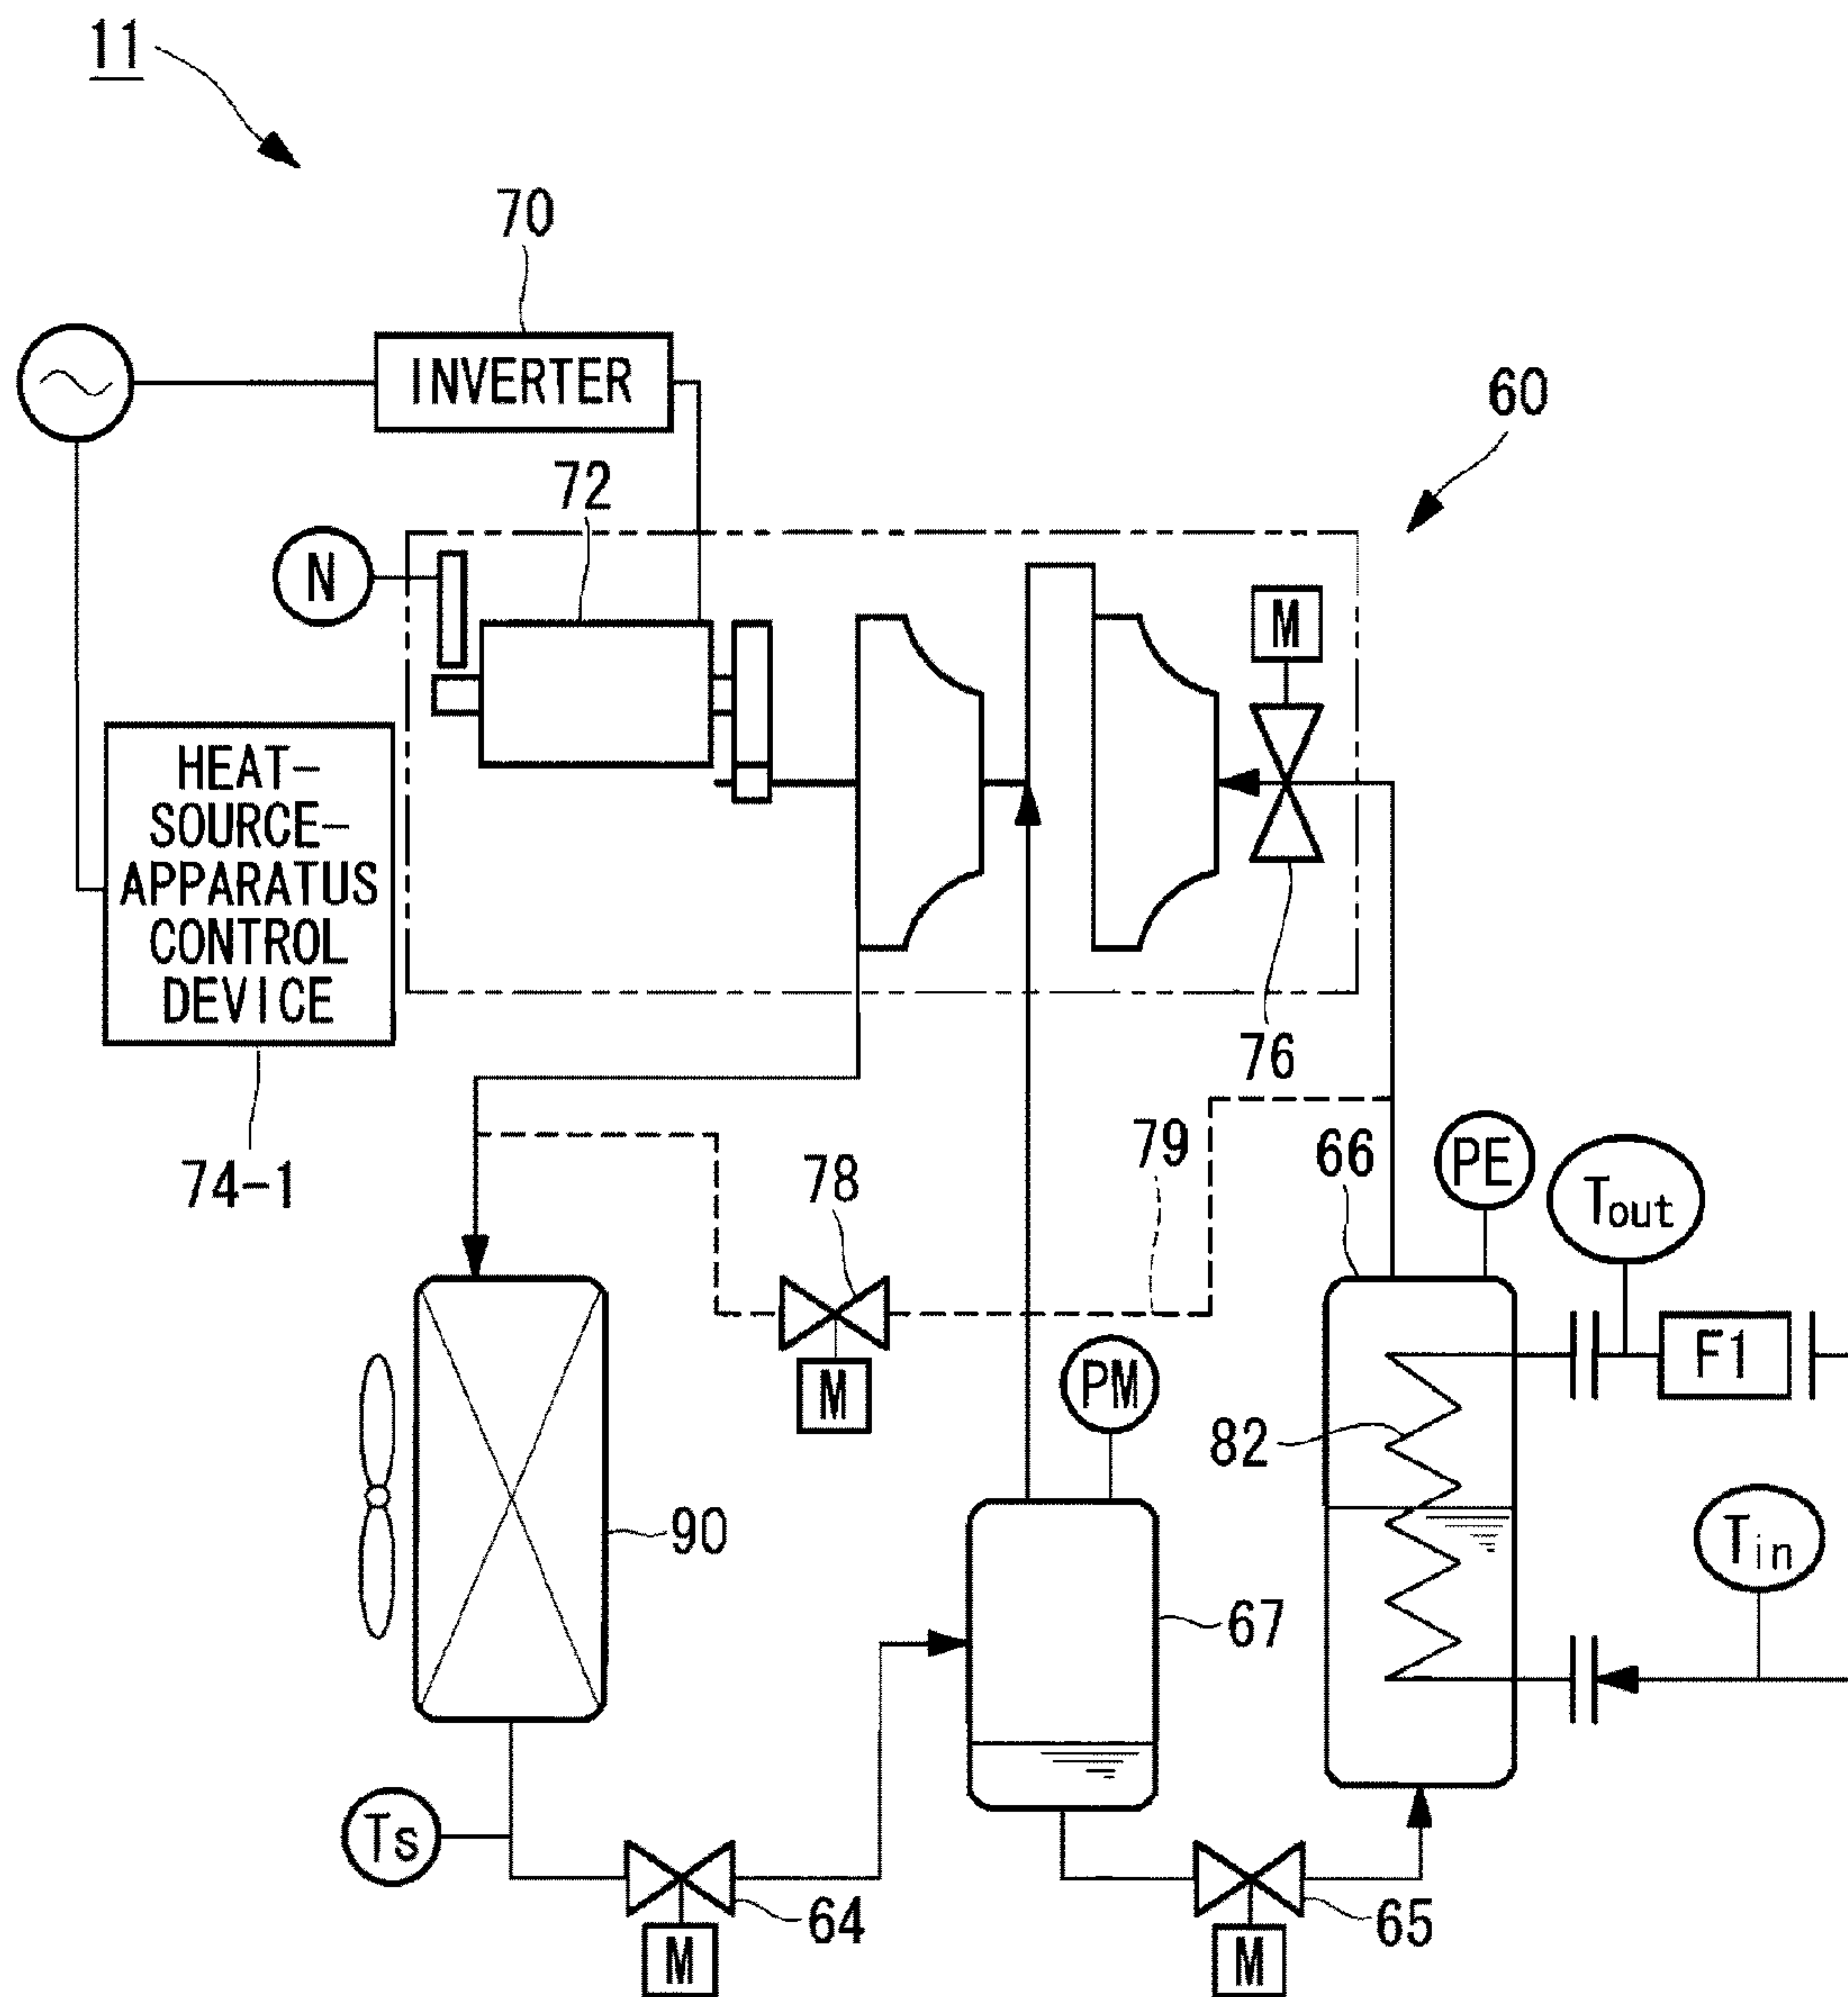 11
70
INVERTER
60
72
N
M
HEAT-
SOURCE-
APPARATUS
CONTROL
DEVICE
76
74-1
79
66
PE
Tout
78
F1
PM
M
82
Tin
90
67
Ts
64
65
M
M